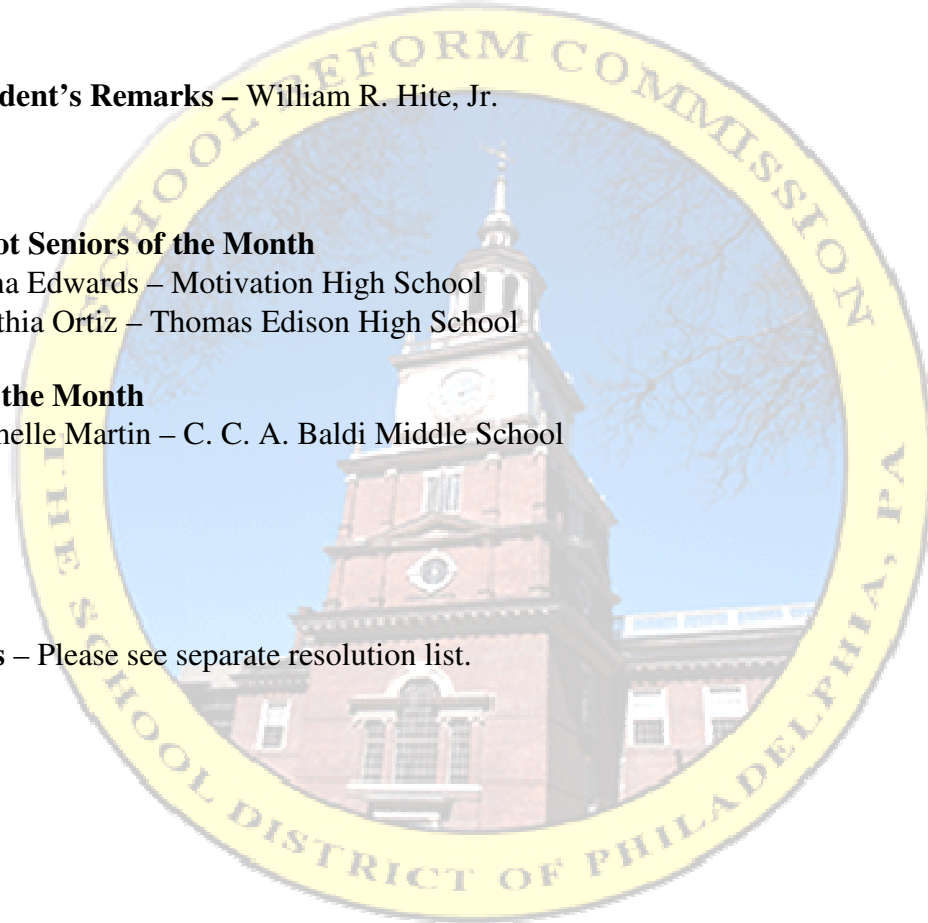 SCHOOL REFORM COMMISSION
dent's Remarks – William R. Hite, Jr.
ot Seniors of the Month
na Edwards – Motivation High School
thia Ortiz – Thomas Edison High School
the Month
nelle Martin – C. C. A. Baldi Middle School
s – Please see separate resolution list.
THE SCHOOL DISTRICT OF PHILADELPHIA, PA